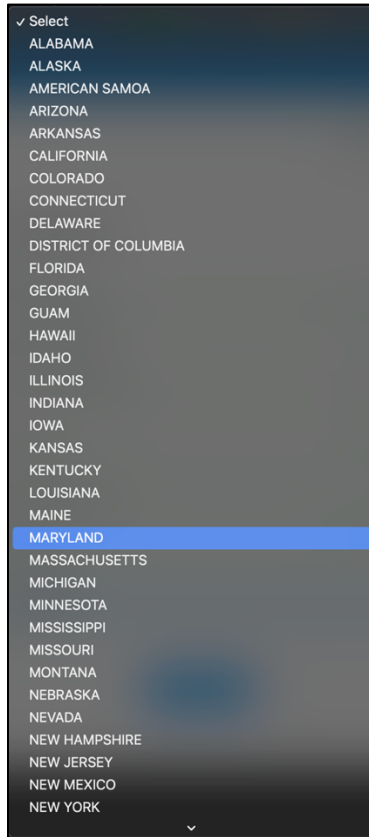 ✓ Select
ALABAMA
ALASKA
AMERICAN SAMOA
ARIZONA
ARKANSAS
CALIFORNIA
COLORADO
CONNECTICUT
DELAWARE
DISTRICT OF COLUMBIA
FLORIDA
GEORGIA
GUAM
HAWAII
IDAHO
ILLINOIS
INDIANA
IOWA
KANSAS
KENTUCKY
LOUISIANA
MAINE
MARYLAND
MASSACHUSETTS
MICHIGAN
MINNESOTA
MISSISSIPPI
MISSOURI
MONTANA
NEBRASKA
NEVADA
NEW HAMPSHIRE
NEW JERSEY
NEW MEXICO
NEW YORK